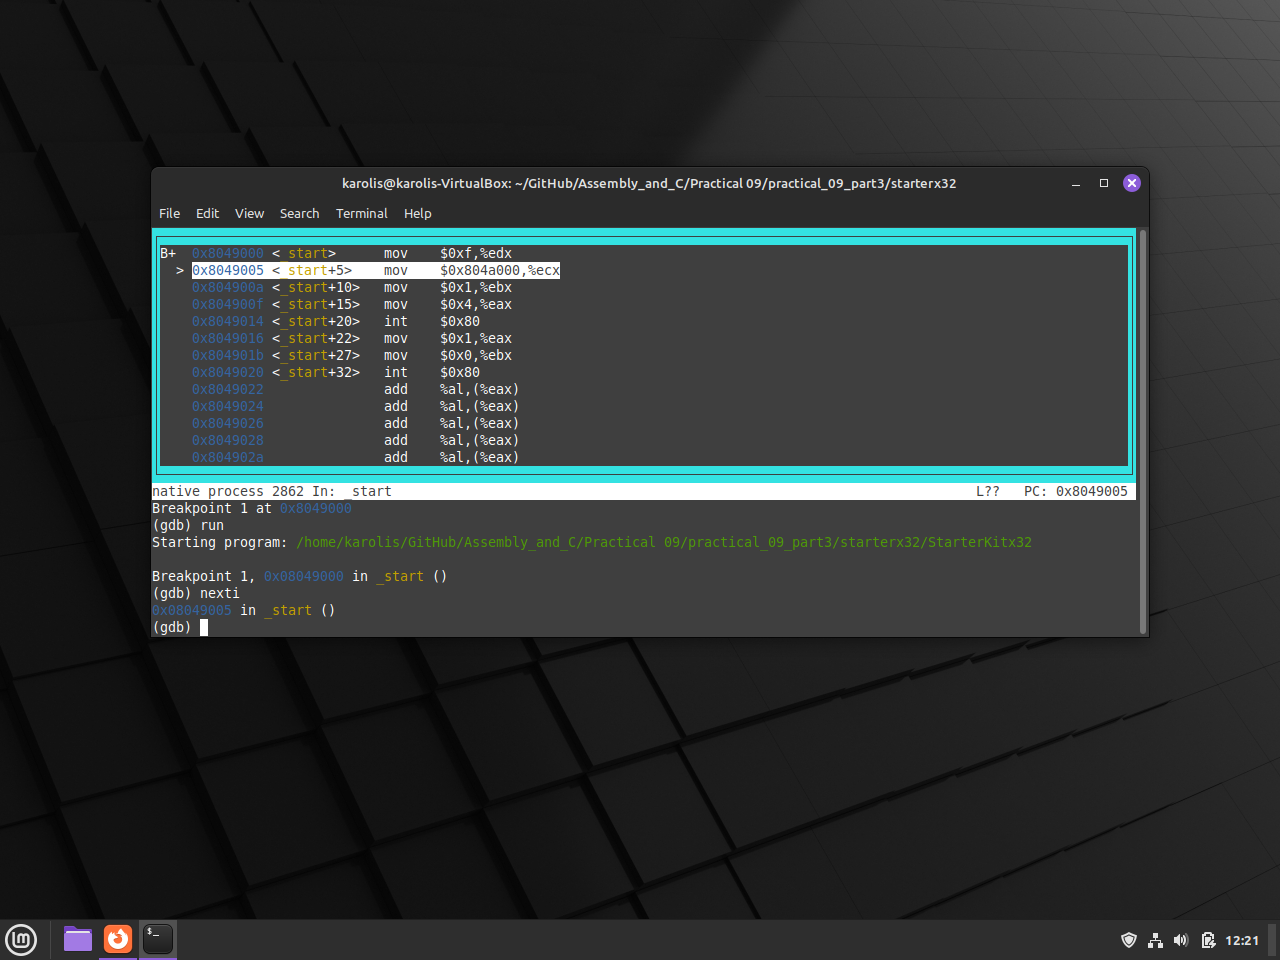 karolis@karolis-VirtualBox: ~/GitHub/Assembly_and_C/Practical 09/practical_09_part3/starterx32
File Edit View Search Terminal Help
B+ 0x8049000 <_start> mov $0xf,%edx
> 0x8049005 <_start+5> mov $0x804a000,%ecx
0x804900a <_start+10> mov $0x1,%ebx
0x804900f <_start+15> mov $0x4,%eax
0x8049014 <_start+20> int $0x80
0x8049016 <_start+22> mov $0x1,%eax
0x804901b <_start+27> mov $0x0,%ebx
0x8049020 <_start+32> int $0x80
0x8049022 add %al,(%eax)
0x8049024 add %al,(%eax)
0x8049026 add %al,(%eax)
0x8049028 add %al,(%eax)
0x804902a add %al,(%eax)
native process 2862 In: _start L?? PC: 0x8049005
Breakpoint 1 at 0x8049000
(gdb) run
Starting program: /home/karolis/GitHub/Assembly_and_C/Practical 09/practical_09_part3/starterx32/StarterKitx32
Breakpoint 1, 0x08049000 in _start ()
(gdb) nexti
0x08049005 in _start ()
(gdb)
$_
12:21